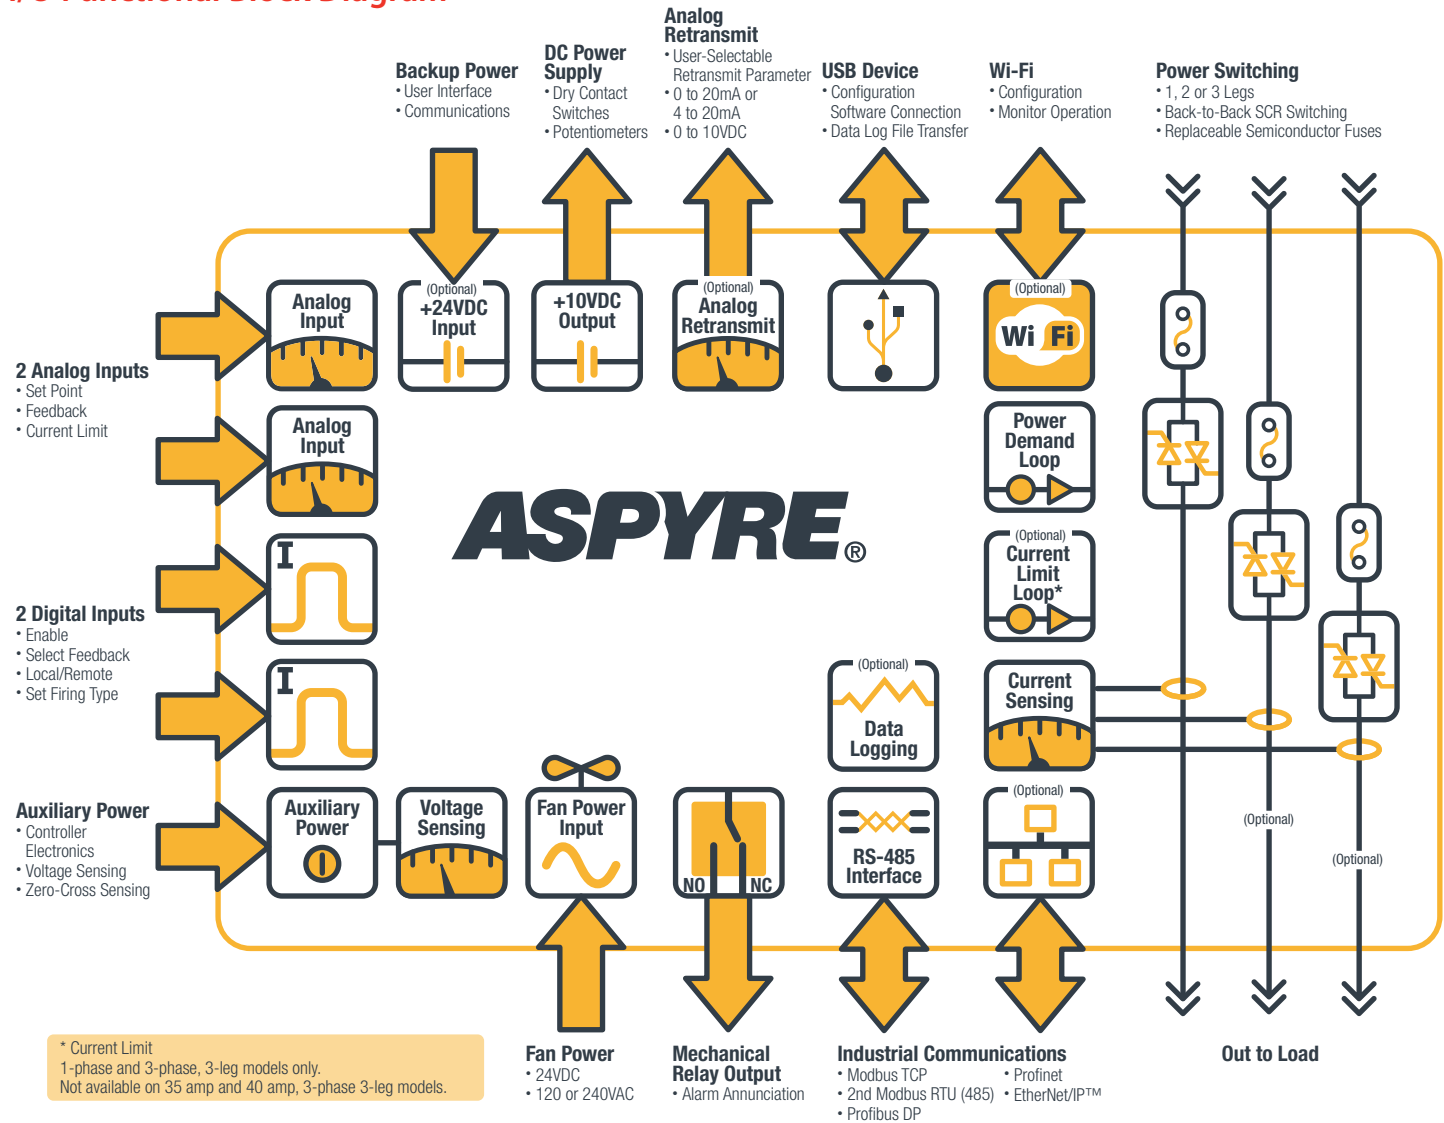 Functional Block Diagram
Analog
Retransmit
• User-Selectable
Retransmit Parameter
• 0 to 20mA or
4 to 20mA
• 0 to 10VDC
DC Power
Supply
• Dry Contact
Switches
• Potentiometers
Backup Power
• User Interface
• Communications
USB Device
• Configuration
Software Connection
• Data Log File Transfer
Wi-Fi
• Configuration
• Monitor Operation
Power Switching
• 1, 2 or 3 Legs
• Back-to-Back SCR Switching
• Replaceable Semiconductor Fuses
Analog
Input
(Optional)
+24VDC
Input
+10VDC
Output
(Optional)
Analog
Retransmit
(Optional)
Wi Fi
2 Analog Inputs
• Set Point
• Feedback
• Current Limit
Analog
Input
Power
Demand
Loop
ASPYRE®
(Optional)
Current
Limit
Loop*
2 Digital Inputs
• Enable
• Select Feedback
• Local/Remote
• Set Firing Type
I
I
(Optional)
Data
Logging
Current
Sensing
Auxiliary Power
• Controller
Electronics
• Voltage Sensing
• Zero-Cross Sensing
Auxiliary
Power
Voltage
Sensing
Fan Power
Input
NO NC
RS-485
Interface
(Optional)
(Optional)
(Optional)
* Current Limit
1-phase and 3-phase, 3-leg models only.
Not available on 35 amp and 40 amp, 3-phase 3-leg models.
Fan Power
• 24VDC
• 120 or 240VAC
Mechanical
Relay Output
• Alarm Annunciation
Industrial Communications
• Modbus TCP
• 2nd Modbus RTU (485)
• Profibus DP
• Profinet
• EtherNet/IP™
Out to Load